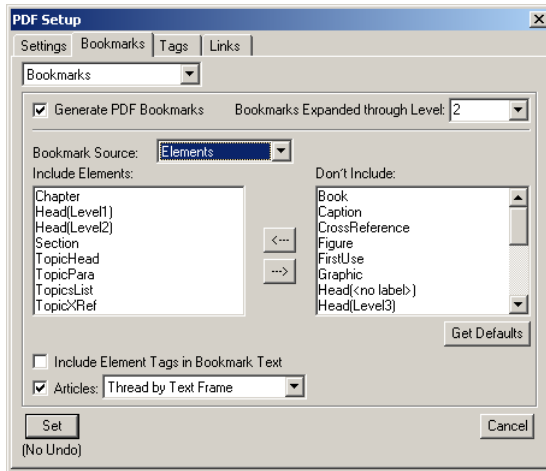 PDF Setup
Settings Bookmarks Tags Links
Bookmarks
Generate PDF Bookmarks Bookmarks Expanded through Level: 2
Bookmark Source: Elements
Include Elements: Don't Include:
Chapter Book
Head(Level1) Caption
Head(Level2) CrossReference
Section <--- Figure
TopicHead FirstUse
TopicPara ---> Graphic
TopicsList Head(<no label>)
TopicXRef Head(Level3)
Get Defaults
Include Element Tags in Bookmark Text
Articles: Thread by Text Frame
Set Cancel
(No Undo)